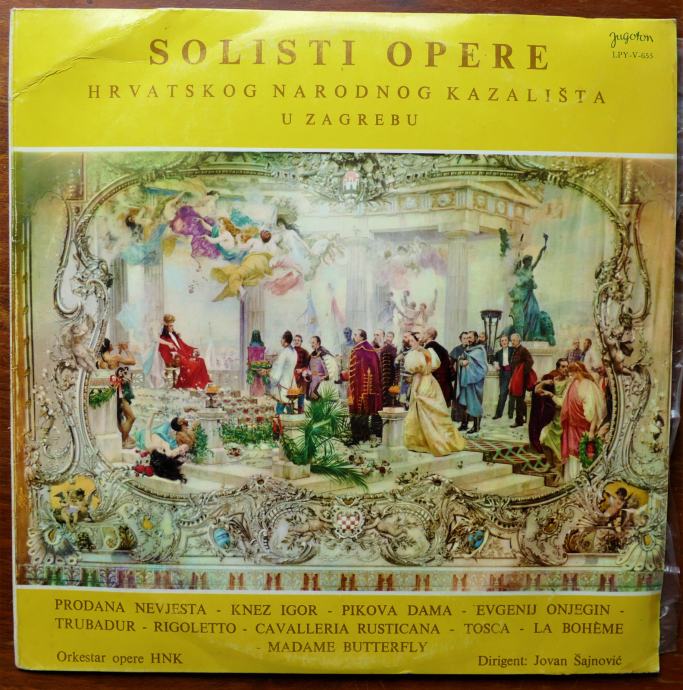 SOLISTI OPERE
jugoton
LPY-V-655
HRVATSKOG NARODNOG KAZALIŠTA
U ZAGREBU
PRODANA NEVJESTA - KNEZ IGOR - PIKOVA DAMA - EVGENIJ ONJEGIN -
TRUBADUR - RIGOLETTO - CAVALLERIA RUSTICANA - TOSCA - LA BOHÈME
- MADAME BUTTERFLY
Orkestar opere HNK
Dirigent: Jovan Šajnović